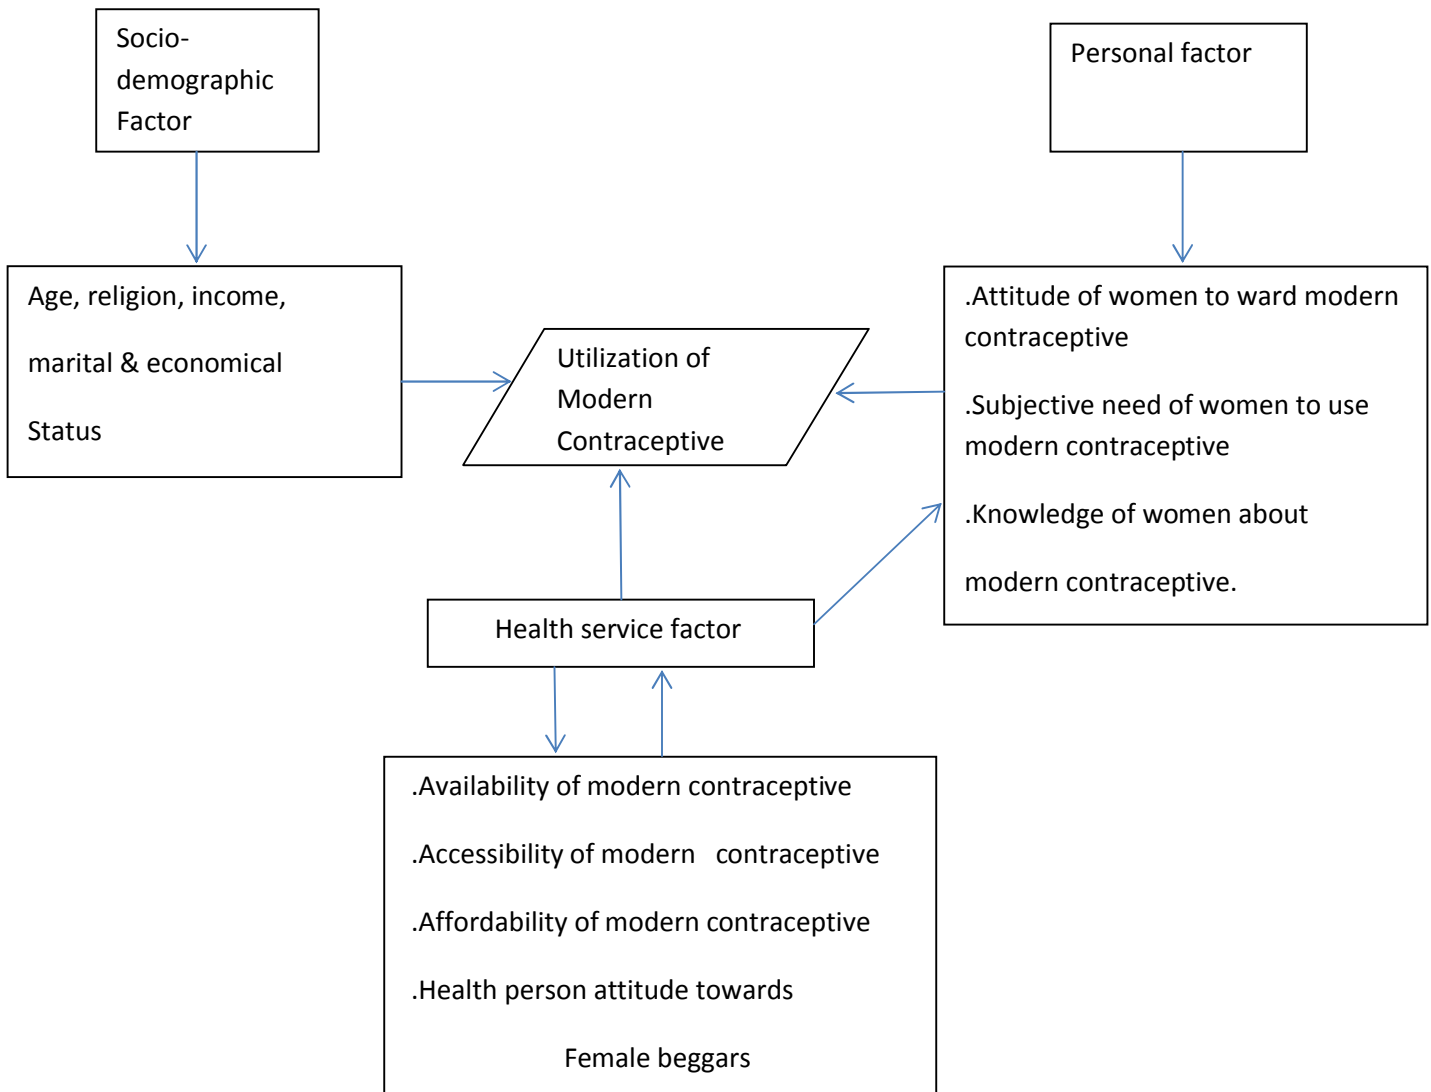 Socio-
demographic
Factor
Personal factor
Age, religion, income,
marital & economical
Status
Utilization of
Modern
Contraceptive
.Attitude of women to ward modern
contraceptive
.Subjective need of women to use
modern contraceptive
.Knowledge of women about
modern contraceptive.
Health service factor
.Availability of modern contraceptive
.Accessibility of modern   contraceptive
.Affordability of modern contraceptive
.Health person attitude towards
Female beggars